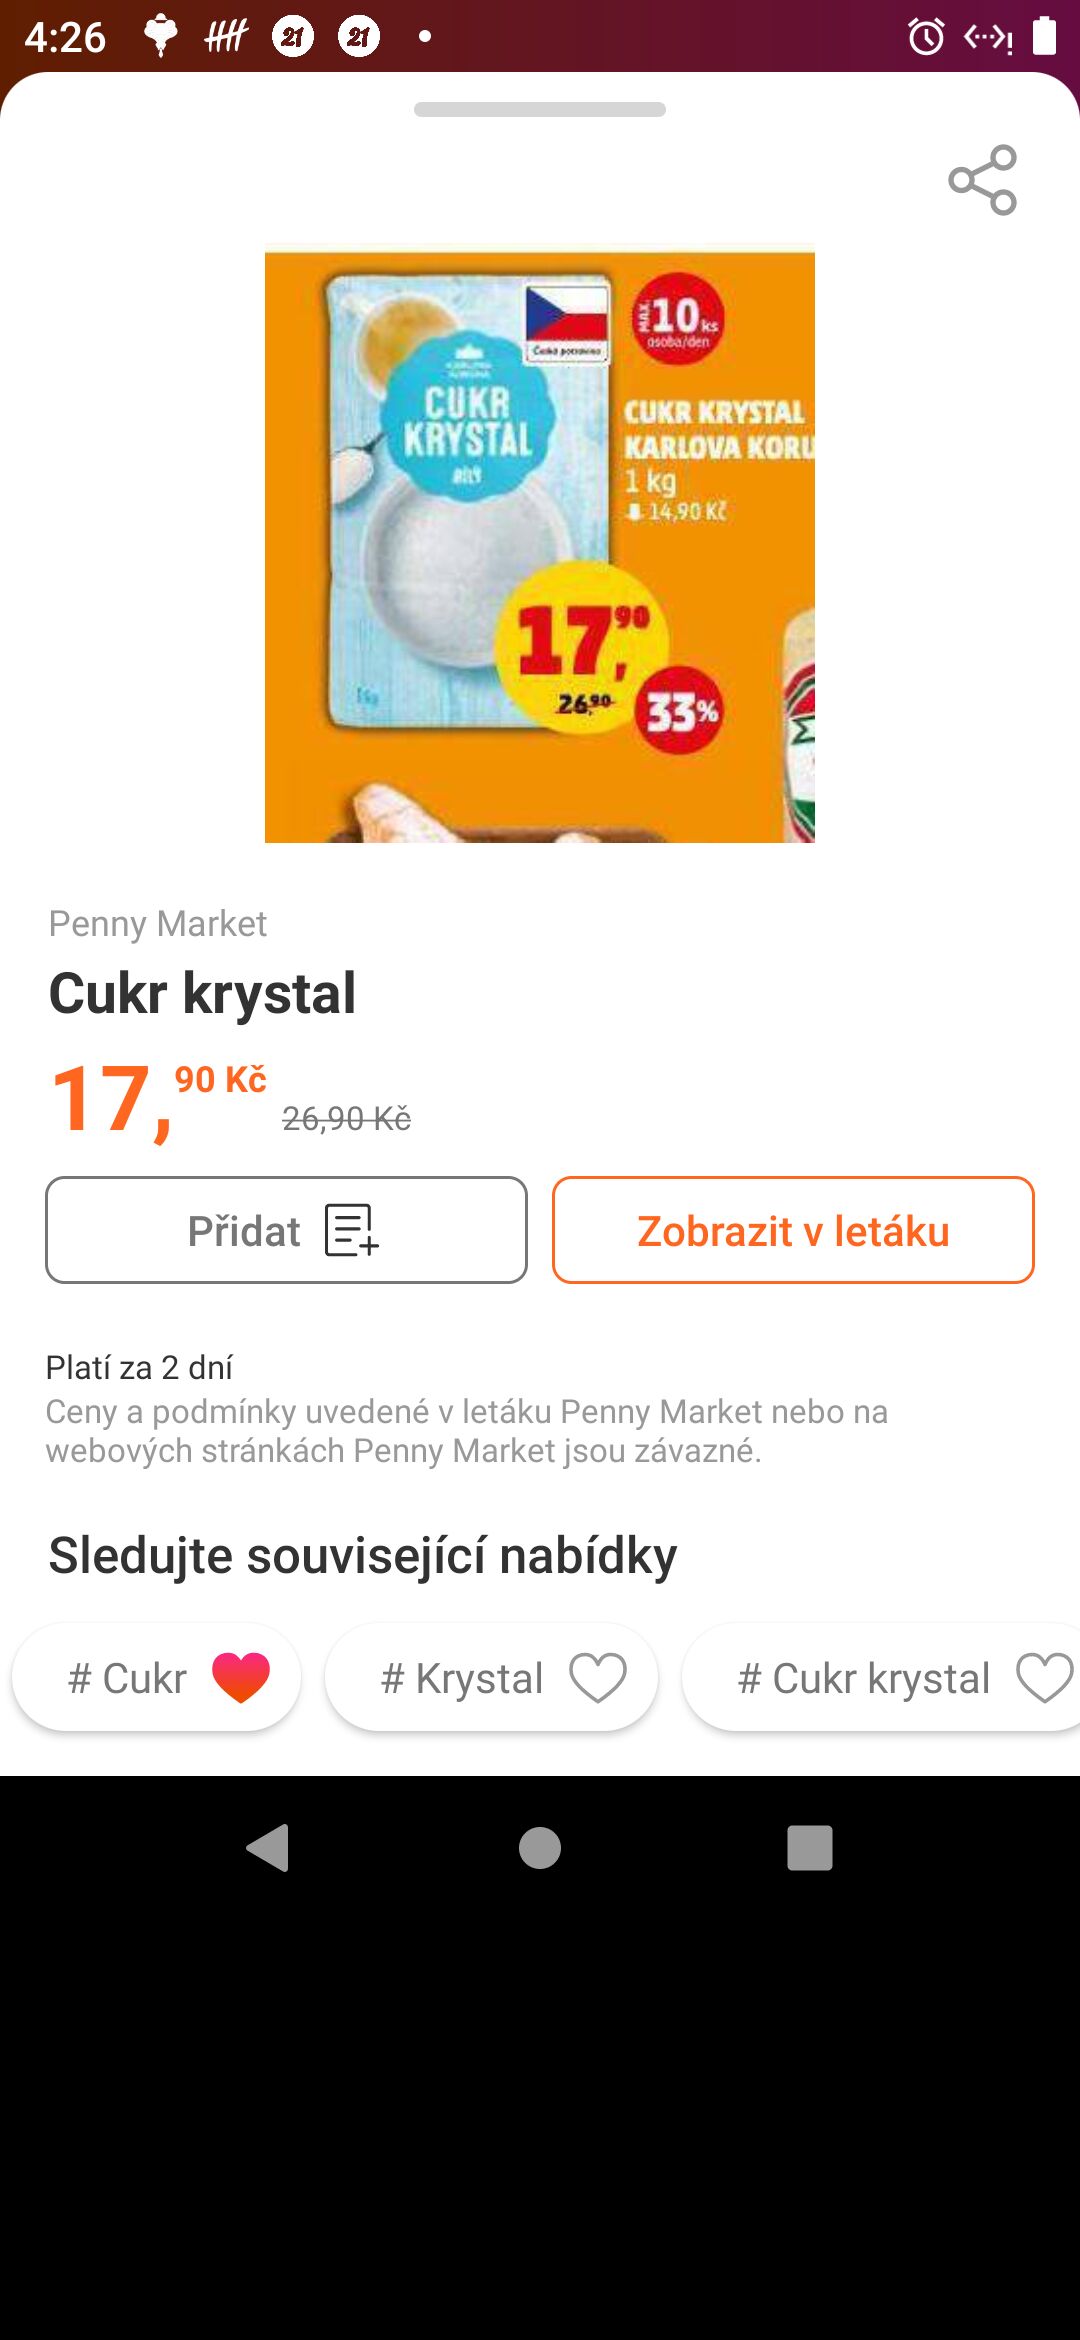 4:26
21
21
Česká potravina
MAX. 10 ks
osoba/den
CUKR
KRYSTAL
BÍLÝ
CUKR KRYSTAL
KARLOVA KORU
1 kg
14,90 Kč
17,90
26,90
33%
1 kg
Penny Market
Cukr krystal
17,90 Kč
26,90 Kč
Přidat
Zobrazit v letáku
Platí za 2 dní
Ceny a podmínky uvedené v letáku Penny Market nebo na
webových stránkách Penny Market jsou závazné.
Sledujte související nabídky
# Cukr
# Krystal
# Cukr krystal